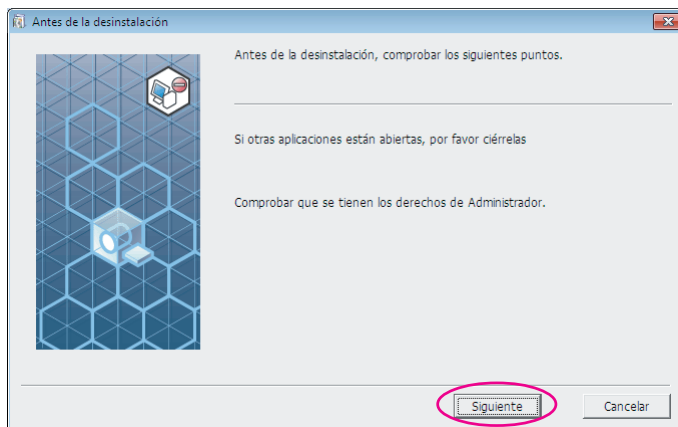 Antes de la desinstalación
Antes de la desinstalación, comprobar los siguientes puntos.
Si otras aplicaciones están abiertas, por favor ciérrelas
Comprobar que se tienen los derechos de Administrador.
Siguiente
Cancelar